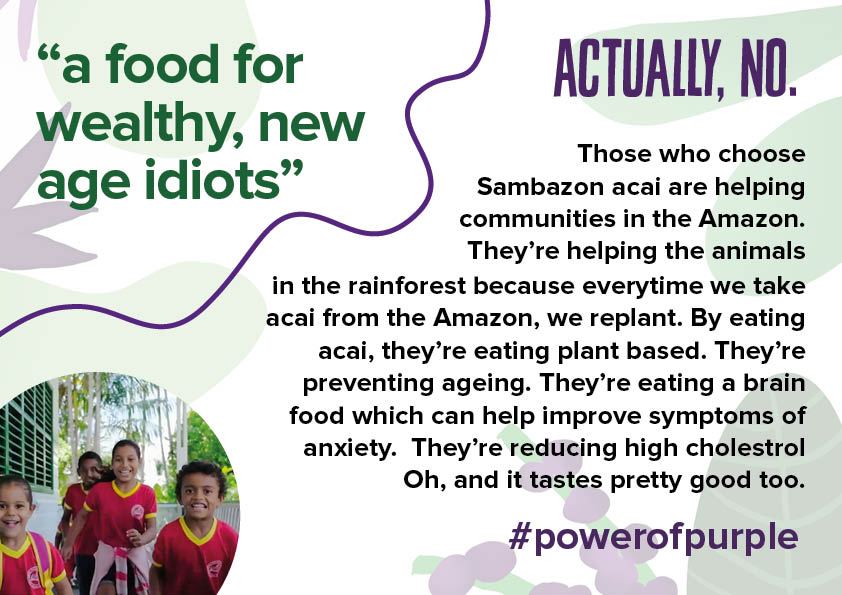 “a food for
wealthy, new
age idiots”
ACTUALLY, NO.
Those who choose
Sambazon acai are helping
communities in the Amazon.
They’re helping the animals
in the rainforest because everytime we take
acai from the Amazon, we replant. By eating
acai, they’re eating plant based. They’re
preventing ageing. They’re eating a brain
food which can help improve symptoms of
anxiety.  They’re reducing high cholestrol
Oh, and it tastes pretty good too.
#powerofpurple